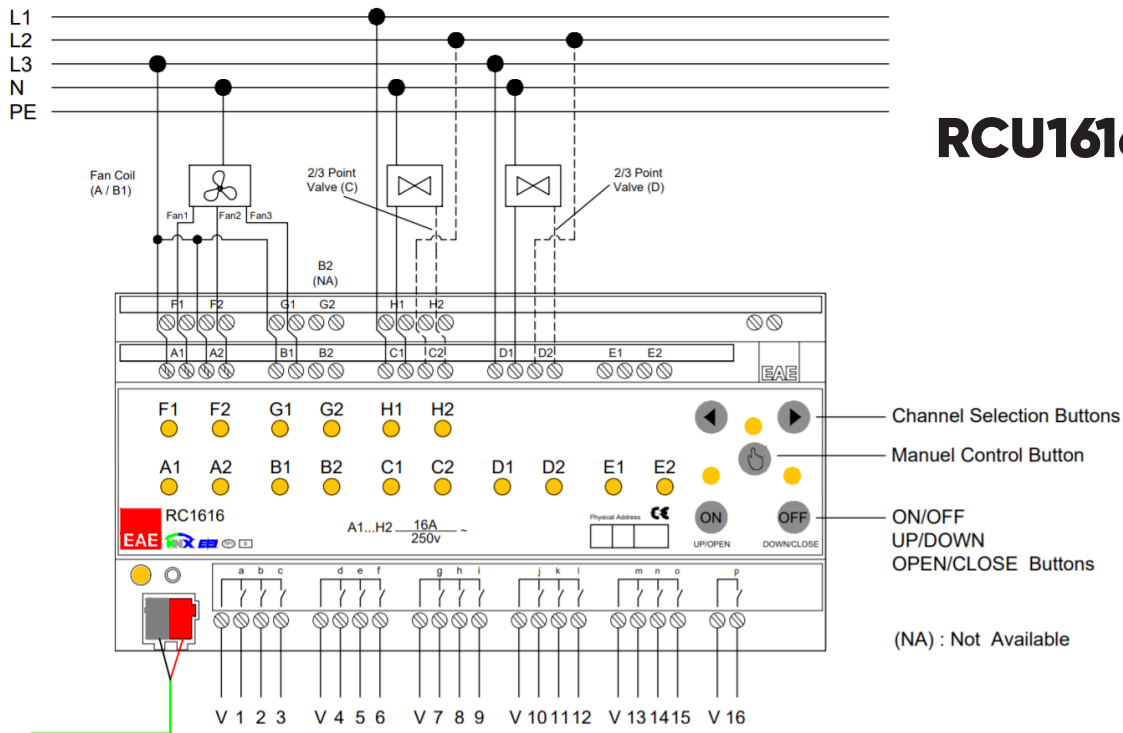 L1
L2
L3
N
PE
RCU161
Fan Coil
(A / B1)
2/3 Point
Valve (C)
2/3 Point
Valve (D)
Fan1 Fan2 Fan3
B2
(NA)
F1 F2 G1 G2 H1 H2
A1 A2 B1 B2 C1 C2 D1 D2 E1 E2
EAE
F1 F2 G1 G2 H1 H2
A1 A2 B1 B2 C1 C2 D1 D2 E1 E2
Channel Selection Buttons
Manuel Control Button
RC1616
EAE KNX EIB TP1 S
A1...H2 16A ~
250v
Physical Address CE
ON OFF
UP/OPEN DOWN/CLOSE
ON/OFF
UP/DOWN
OPEN/CLOSE Buttons
a b c d e f g h i j k l m n o p
(NA) : Not Available
V 1 2 3 V 4 5 6 V 7 8 9 V 10 11 12 V 13 14 15 V 16